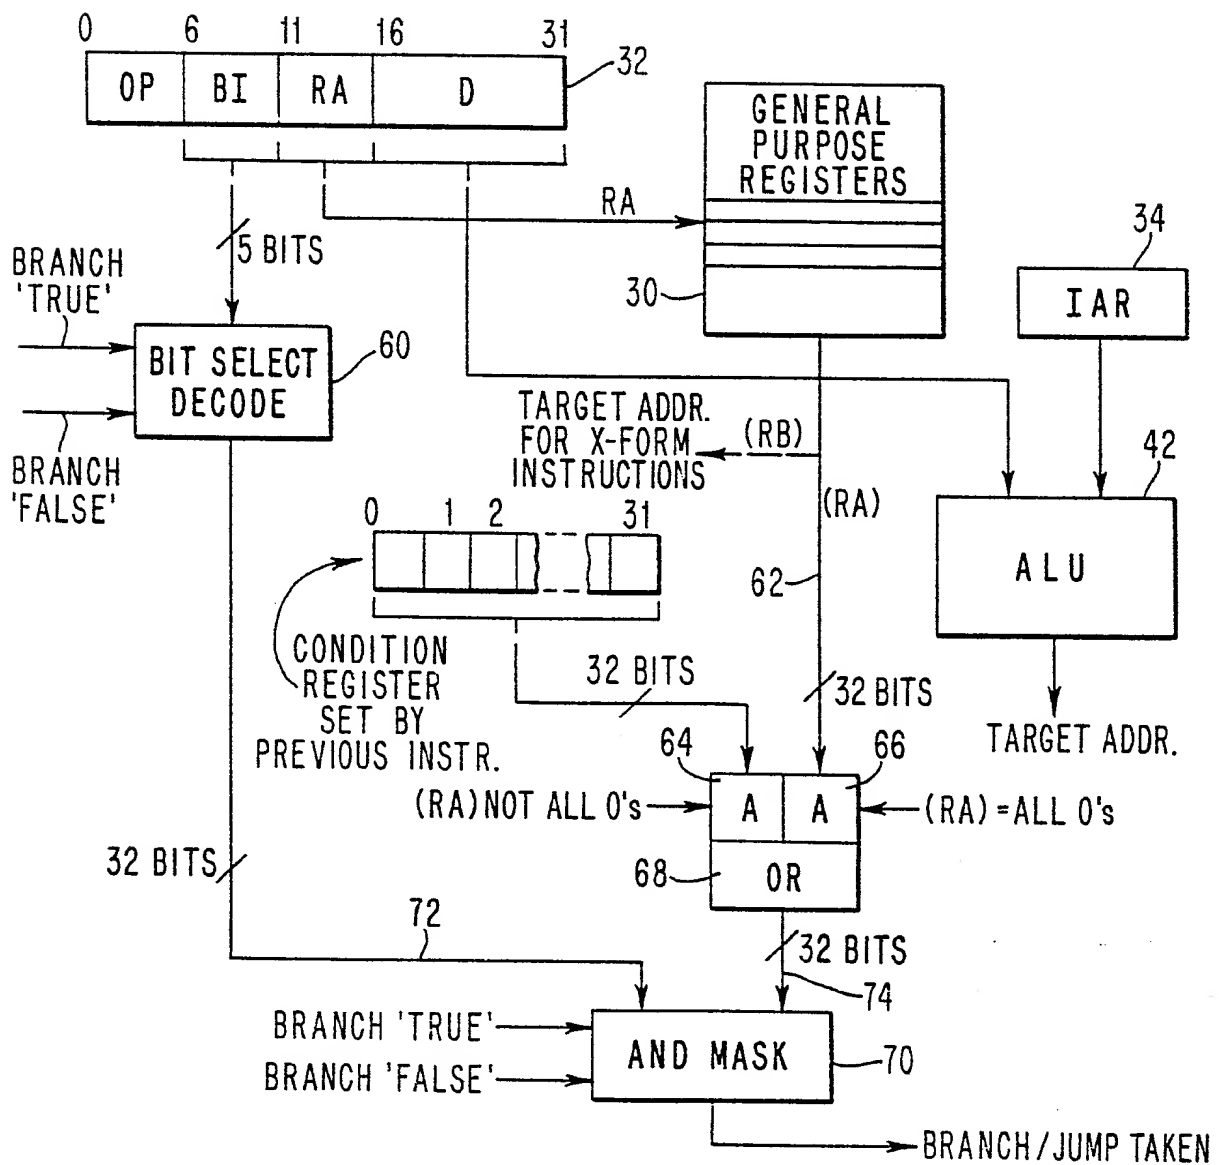 0 6 11 16 31
OP BI RA D
32
GENERAL
PURPOSE
REGISTERS
RA
30
34
IAR
5 BITS
BRANCH
'TRUE'
BIT SELECT
DECODE
60
BRANCH
'FALSE'
TARGET ADDR.
FOR X-FORM
INSTRUCTIONS
(RB)
(RA)
42
ALU
0 1 2 31
62
CONDITION
REGISTER
SET BY
PREVIOUS INSTR.
32 BITS
32 BITS
TARGET ADDR.
64
66
(RA) NOT ALL 0's
A A
(RA) = ALL 0's
68
OR
32 BITS
72
32 BITS
74
BRANCH 'TRUE'
BRANCH 'FALSE'
AND MASK
70
BRANCH/JUMP TAKEN